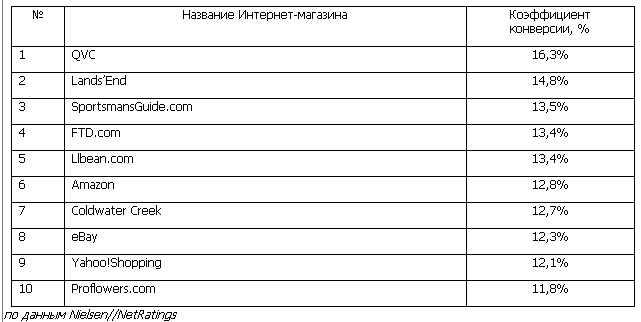 № Название Интернет-магазина Коэффициент
конверсии, %
1 QVC 16,3%
2 Lands’End 14,8%
3 SportsmansGuide.com 13,5%
4 FTD.com 13,4%
5 Llbean.com 13,4%
6 Amazon 12,8%
7 Coldwater Creek 12,7%
8 eBay 12,3%
9 Yahoo!Shopping 12,1%
10 Proflowers.com 11,8%
по данным Nielsen//NetRatings